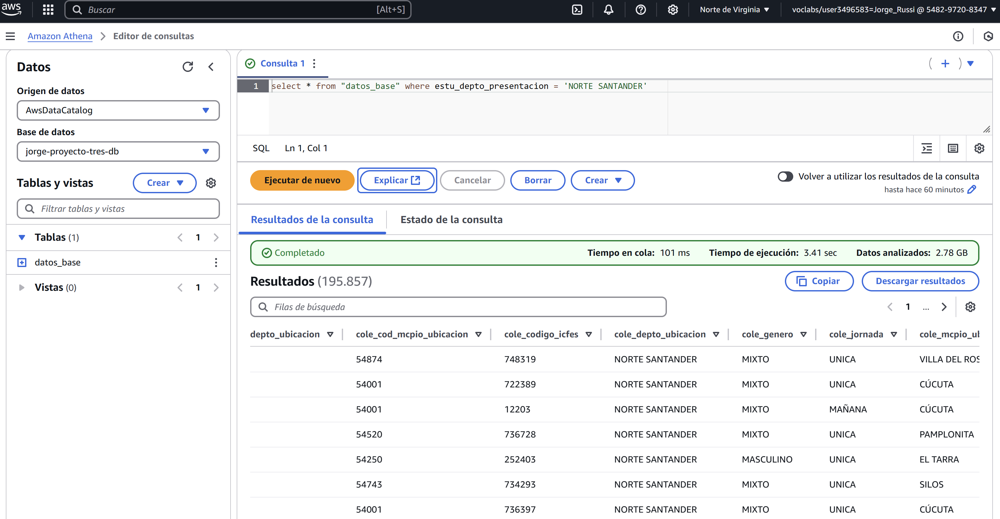 aws
Buscar
[Alt+S]
Norte de Virginia
voclabs/user3496583=Jorge_Russi @ 5482-9720-8347
Amazon Athena
Editor de consultas
Datos
Origen de datos
AwsDataCatalog
Base de datos
jorge-proyecto-tres-db
Tablas y vistas
Crear
Filtrar tablas y vistas
Tablas (1)
1
datos_base
Vistas (0)
1
Consulta 1
1 select * from "datos_base" where estu_depto_presentacion = 'NORTE SANTANDER'
SQL Ln 1, Col 1
Ejecutar de nuevo
Explicar
Cancelar
Borrar
Crear
Volver a utilizar los resultados de la consulta
hasta hace 60 minutos
Resultados de la consulta
Estado de la consulta
Completado
Tiempo en cola: 101 ms
Tiempo de ejecución: 3.41 sec
Datos analizados: 2.78 GB
Resultados (195.857)
Copiar
Descargar resultados
Filas de búsqueda
1 ...
depto_ubicacion cole_cod_mcpio_ubicacion cole_codigo_icfes cole_depto_ubicacion cole_genero cole_jornada cole_mcpio_ub
54874 748319 NORTE SANTANDER MIXTO UNICA VILLA DEL ROS
54001 722389 NORTE SANTANDER MIXTO UNICA CÚCUTA
54001 12203 NORTE SANTANDER MIXTO MAÑANA CÚCUTA
54520 736728 NORTE SANTANDER MIXTO UNICA PAMPLONITA
54250 252403 NORTE SANTANDER MASCULINO UNICA EL TARRA
54743 734293 NORTE SANTANDER MIXTO UNICA SILOS
54001 736397 NORTE SANTANDER MIXTO UNICA CÚCUTA